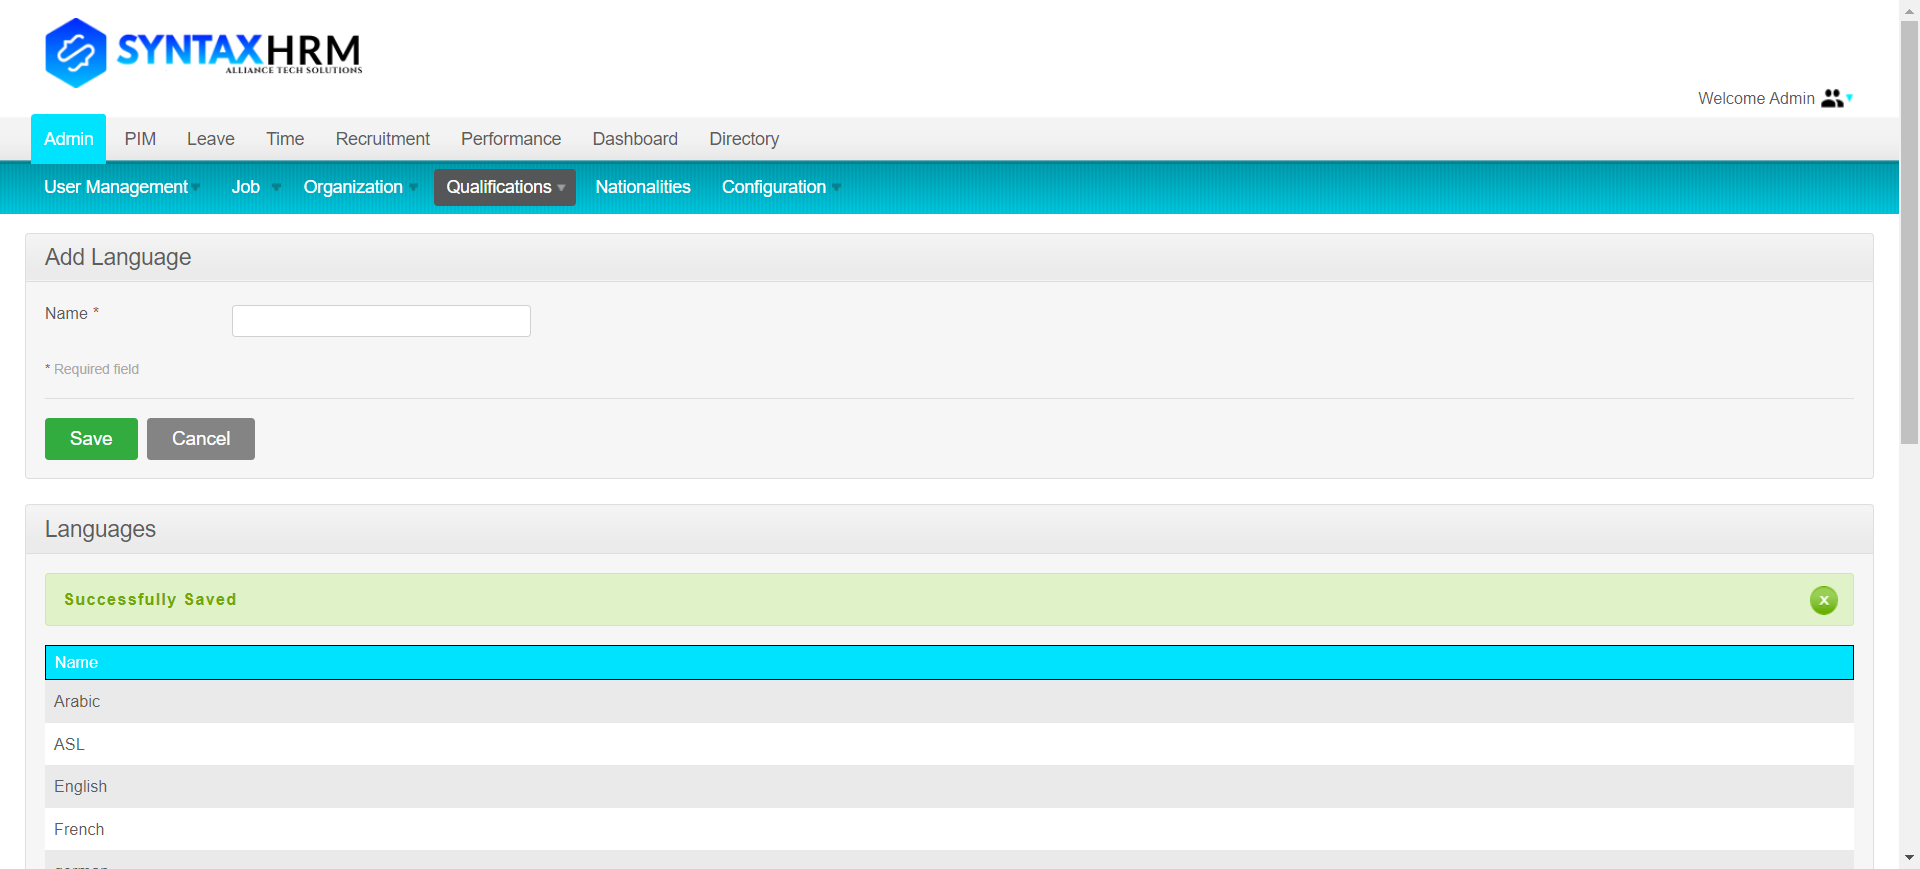 SYNTAXHRM
ALLIANCE TECH SOLUTIONS
Welcome Admin
Admin PIM Leave Time Recruitment Performance Dashboard Directory
User Management Job Organization Qualifications Nationalities Configuration
Add Language
Name *
* Required field
Save Cancel
Languages
Successfully Saved
x
Name
Arabic
ASL
English
French